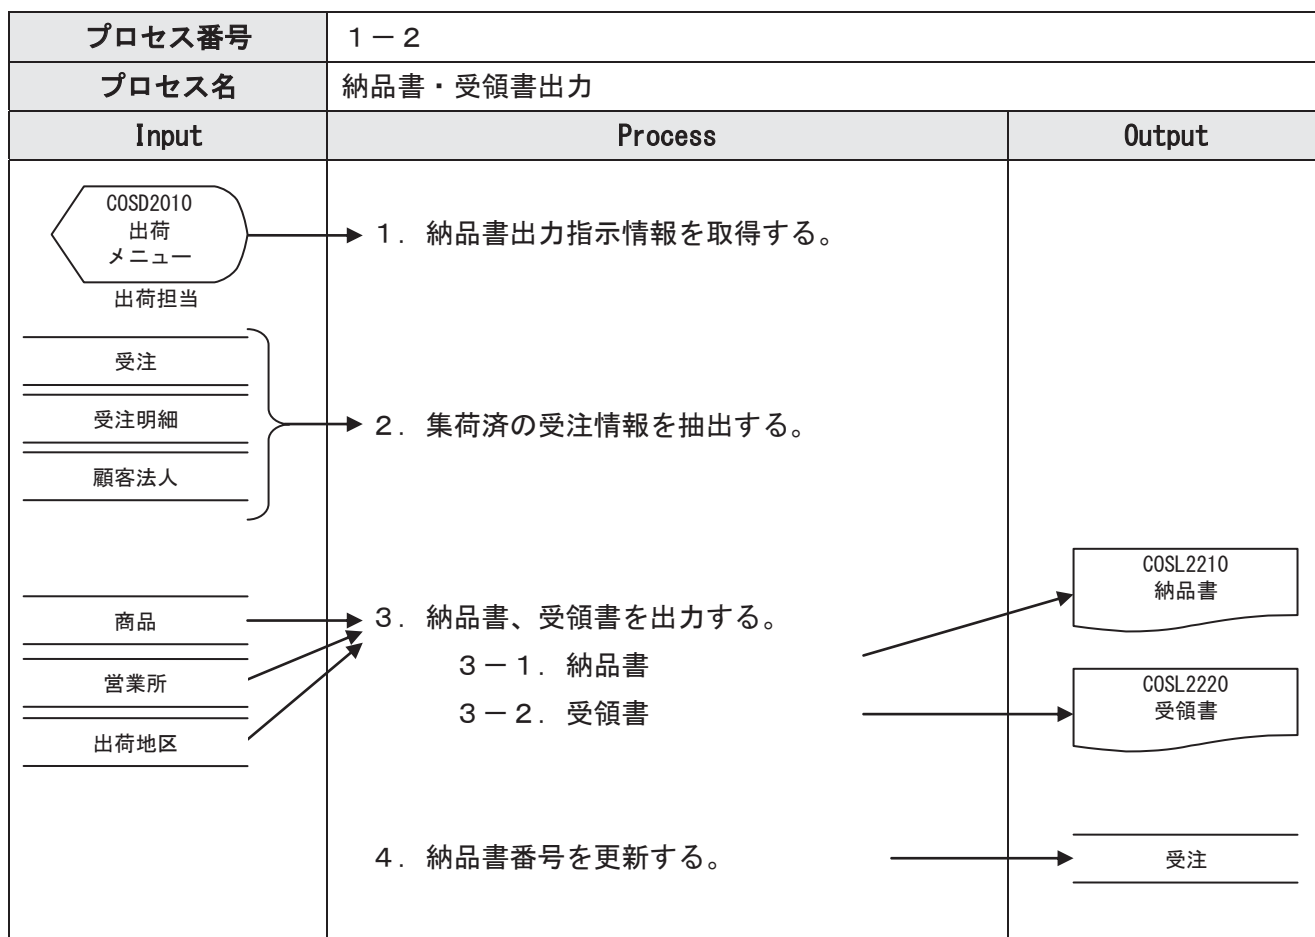 プロセス番号
1－2
プロセス名
納品書・受領書出力
Input
Process
Output
COSD2010
出荷
メニュー
出荷担当
1．納品書出力指示情報を取得する。
受注
受注明細
顧客法人
2．集荷済の受注情報を抽出する。
商品
営業所
出荷地区
3．納品書、受領書を出力する。
3－1．納品書
3－2．受領書
COSL2210
納品書
COSL2220
受領書
4．納品書番号を更新する。
受注